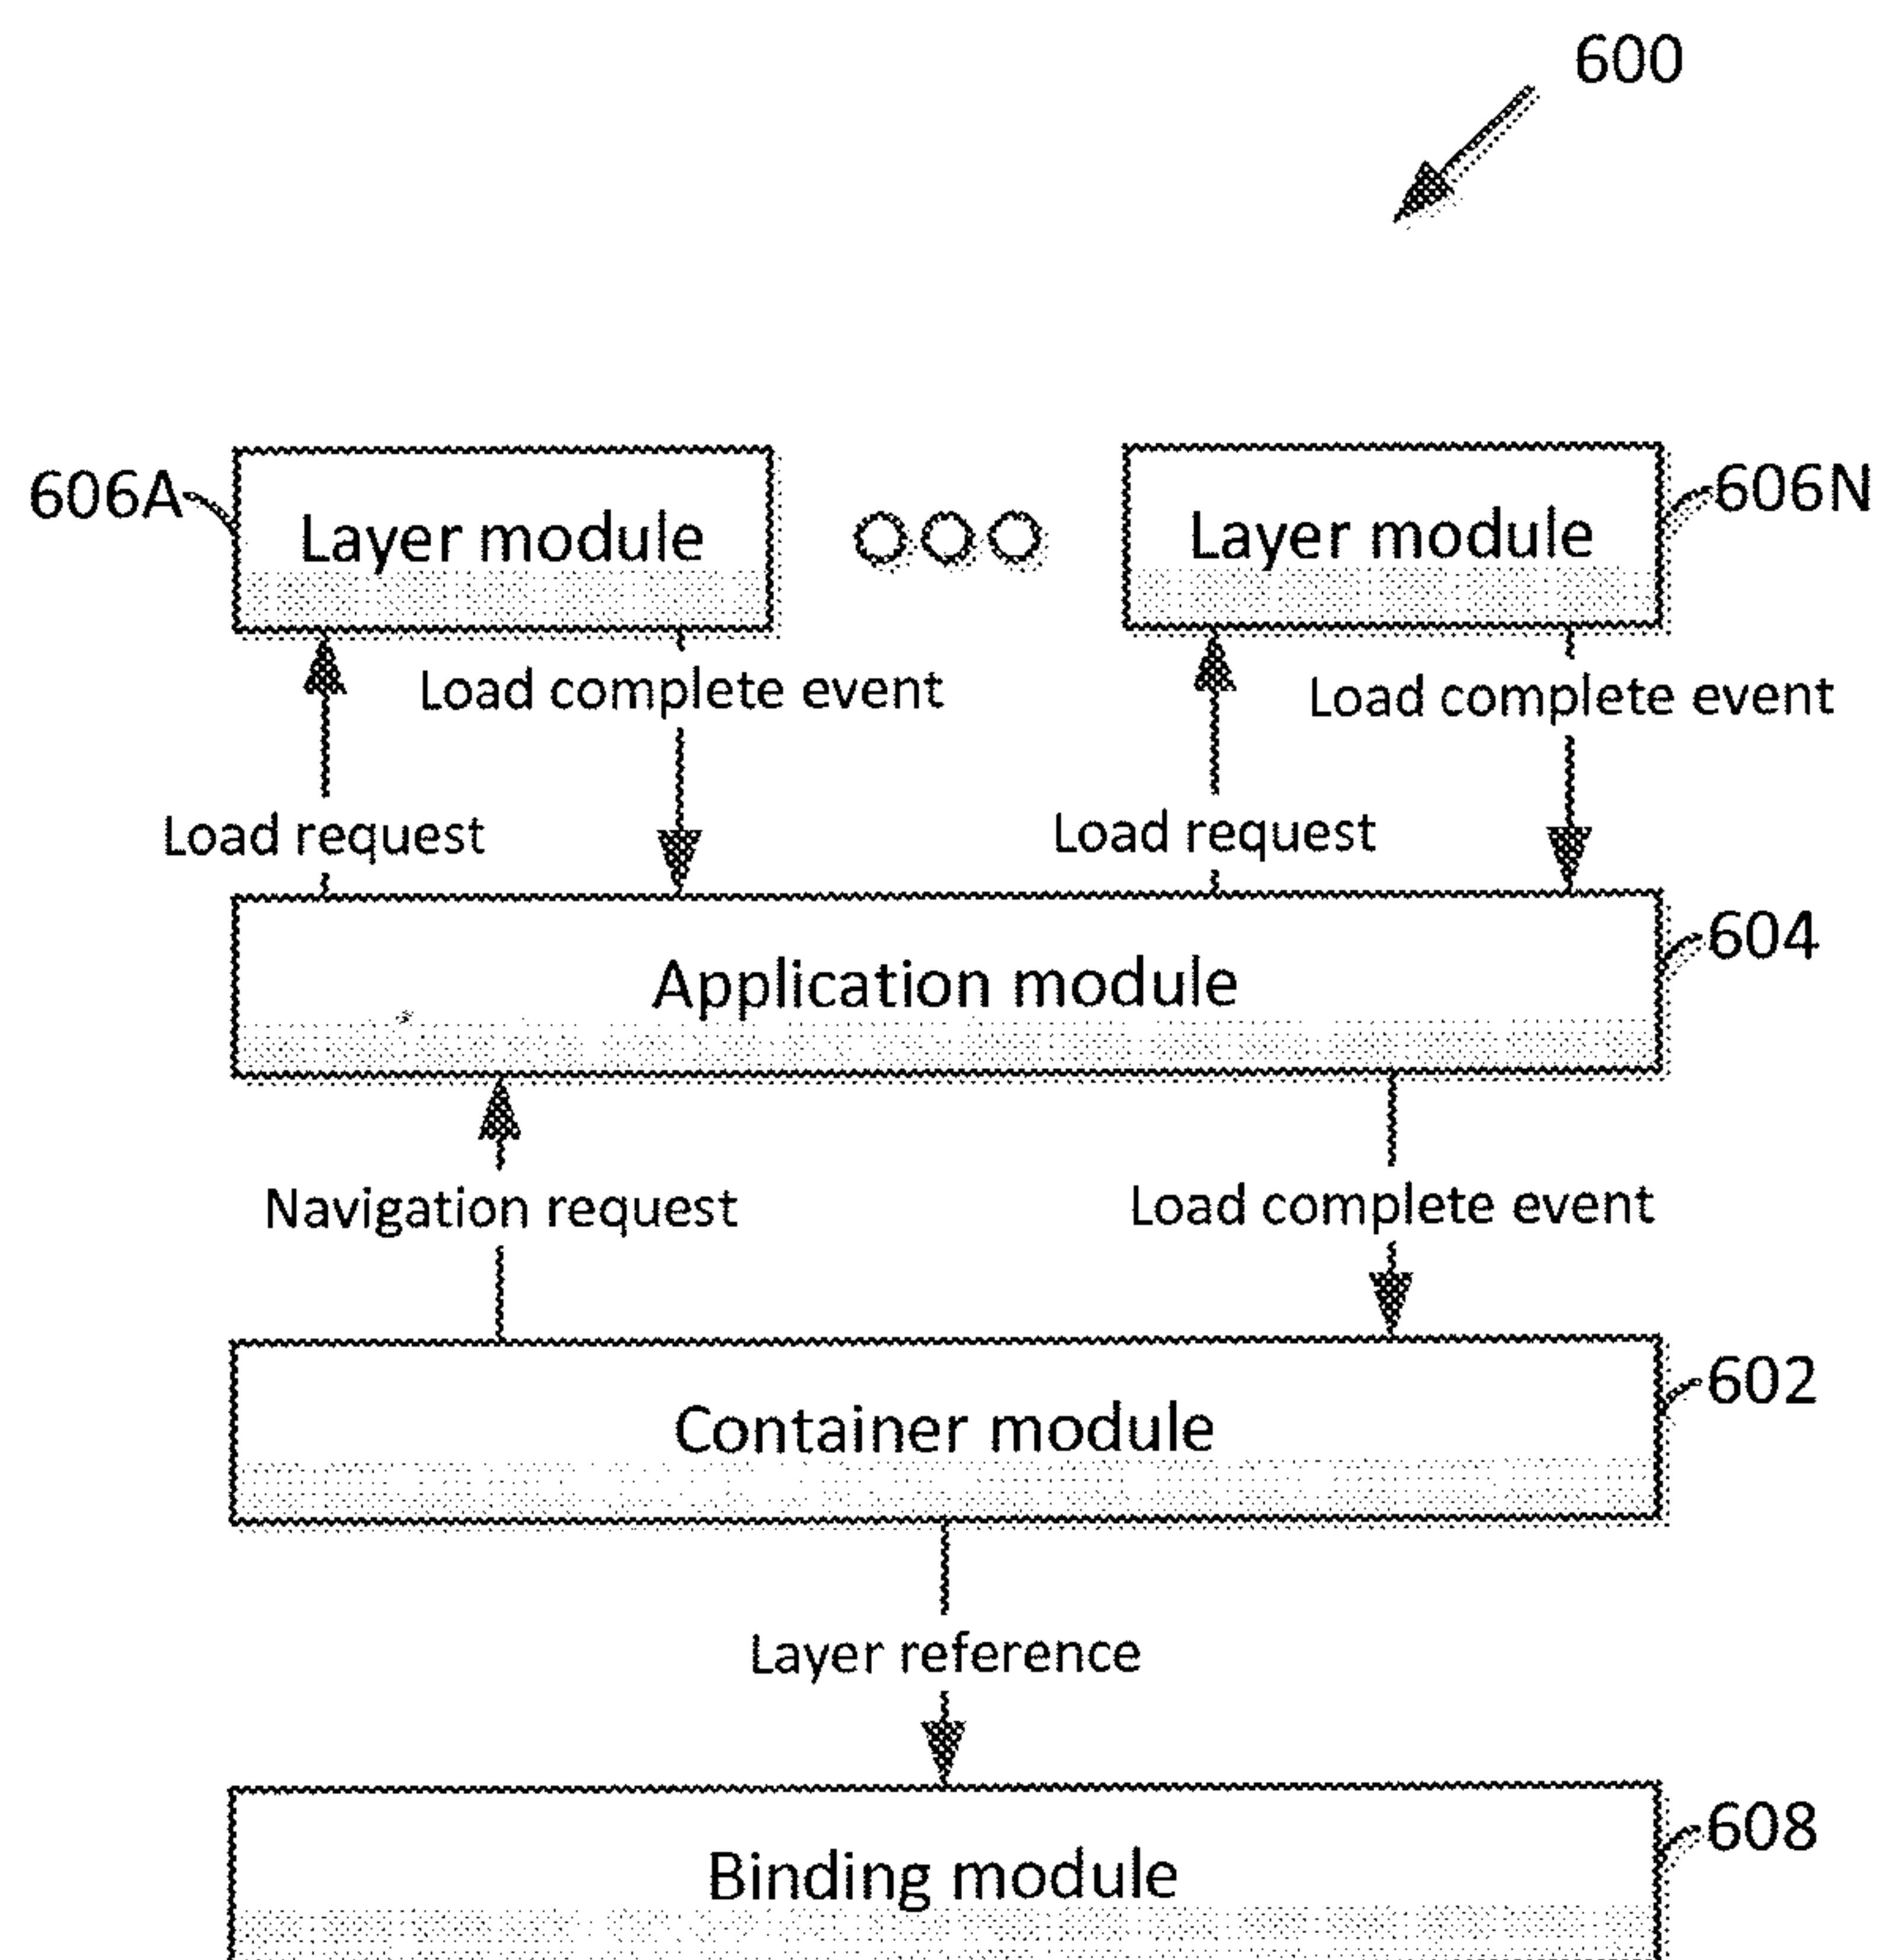 600
606A
Layer module
Layer module
606N
Load complete event
Load complete event
Load request
Load request
604
Application module
Navigation request
Load complete event
602
Container module
Layer reference
608
Binding module